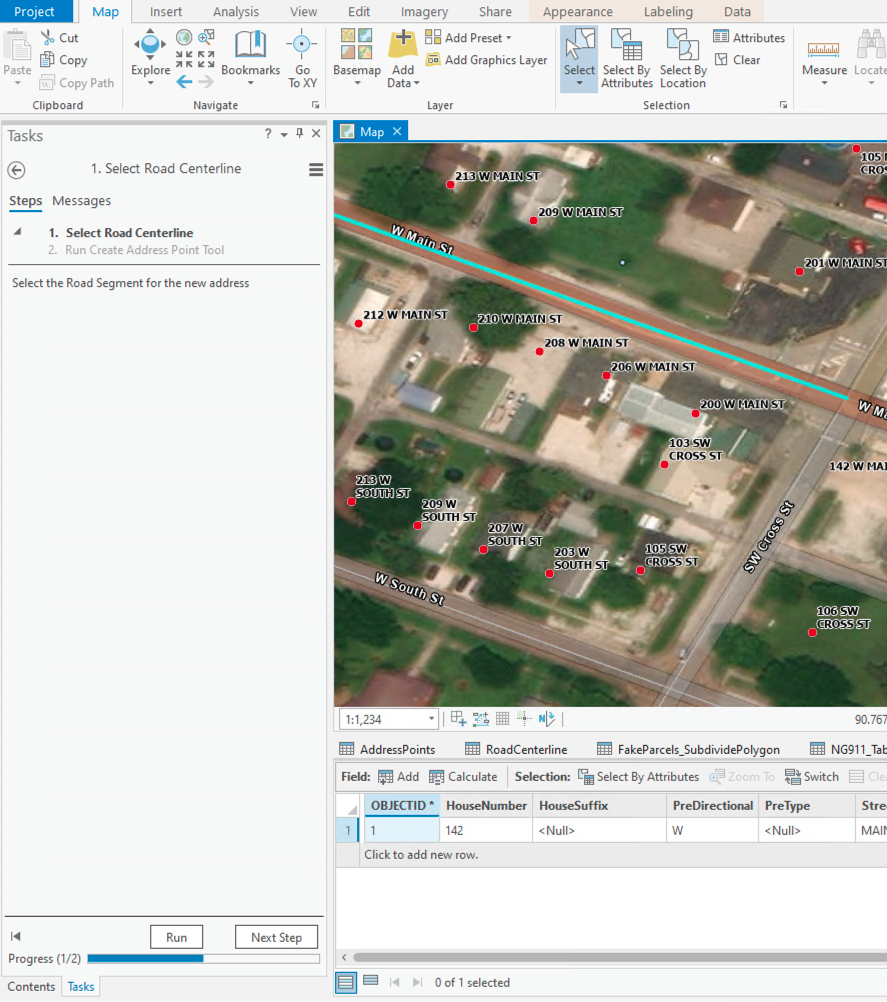 Project Map Insert Analysis View Edit Imagery Share Appearance Labeling Data
Paste
Cut
Copy
Copy Path
Clipboard
Explore
Bookmarks
Go
To XY
Navigate
Basemap
Add
Data
Add Preset
Add Graphics Layer
Layer
Select
Select By
Attributes
Select By
Location
Attributes
Clear
Selection
Measure
Locate
Tasks
?
1. Select Road Centerline
Steps Messages
1. Select Road Centerline
2. Run Create Address Point Tool
Select the Road Segment for the new address
Run
Next Step
Progress (1/2)
Contents Tasks
Map
105
CROS
213 W MAIN ST
209 W MAIN ST
W Main St
201 W MAIN ST
212 W MAIN ST
210 W MAIN ST
208 W MAIN ST
206 W MAIN ST
200 W MAIN ST
W Ma
103 SW
CROSS ST
142 W MAI
213 W
SOUTH ST
209 W
SOUTH ST
207 W
SOUTH ST
203 W
SOUTH ST
105 SW
CROSS ST
SW Cross St
W South St
106 SW
CROSS ST
1:1,234
90.767
AddressPoints RoadCenterline FakeParcels_SubdividePolygon NG911_Tab
Field: Add Calculate Selection: Select By Attributes Zoom To Switch Clea
OBJECTID * HouseNumber HouseSuffix PreDirectional PreType Stree
1 1 142 <Null> W <Null> MAIN
Click to add new row.
0 of 1 selected